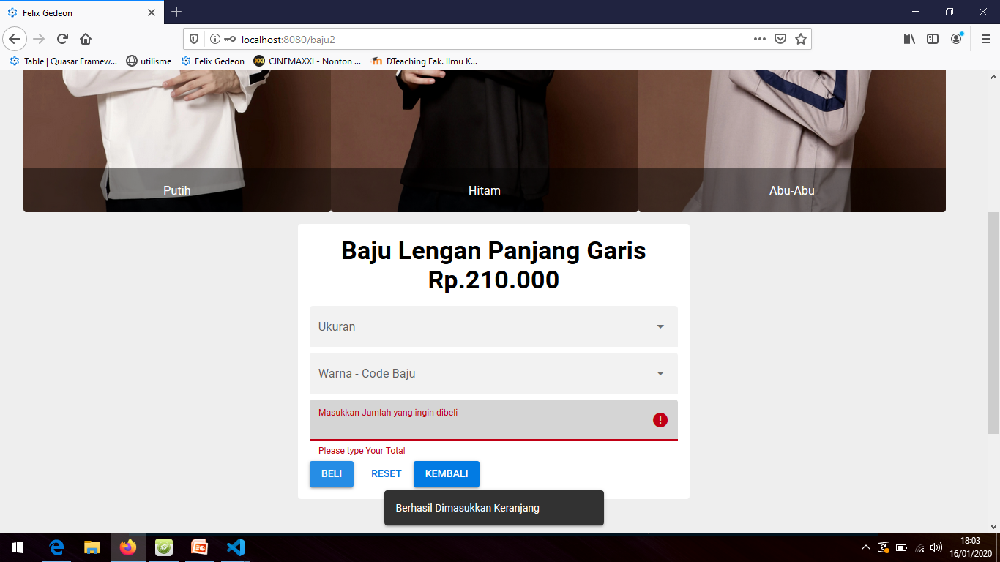 Felix Gedeon
localhost:8080/baju2
Table | Quasar Framew... utilisme Felix Gedeon CINEMAXXI - Nonton ... DTeaching Fak. Ilmu K...
Putih Hitam Abu-Abu
Baju Lengan Panjang Garis
Rp.210.000
Ukuran
Warna - Code Baju
Masukkan Jumlah yang ingin dibeli
Please type Your Total
BELI RESET KEMBALI
Berhasil Dimasukkan Keranjang
18:03
16/01/2020